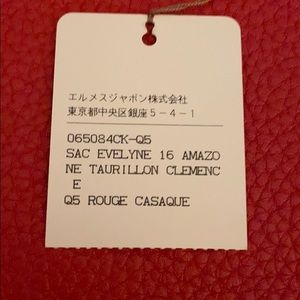 エルメスジャポン株式会社
東京都中央区銀座５－４－１
065084CK-Q5
SAC EVELYNE 16 AMAZO
NE TAURILLON CLEMENC
E
Q5 ROUGE CASAQUE